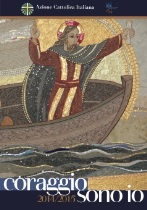 Azione Cattolica Italiana
coraggio
2014/2015 sono io